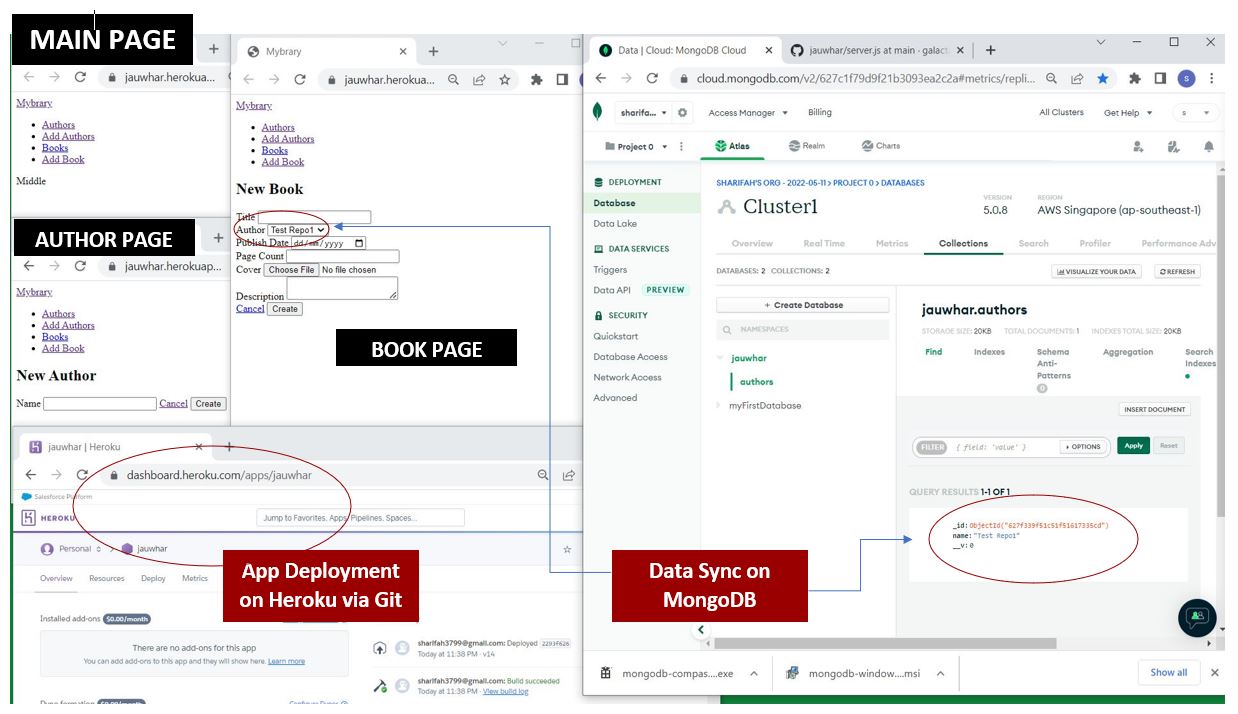 MAIN PAGE
jauwhar.herokua...
Mybrary
Authors
Add Authors
Books
Add Book
Middle
AUTHOR PAGE
jauwhar.herokuap...
Mybrary
Authors
Add Authors
Books
Add Book
New Author
Name
Cancel
Create
Mybrary
jauwhar.herokua...
Mybrary
Authors
Add Authors
Books
Add Book
New Book
Title
Author Test Repo1
Publish Date dd/mm/yyyy
Page Count
Cover Choose File No file chosen
Description
Cancel Create
BOOK PAGE
jauwhar | Heroku
dashboard.heroku.com/apps/jauwhar
Salesforce Platform
HEROKU
Jump to Favorites, Apps, Pipelines, Spaces...
Personal
jauwhar
Overview Resources Deploy Metrics
App Deployment
on Heroku via Git
Installed add-ons $0.00/month
There are no add-ons for this app
You can add add-ons to this app and they will show here. Learn more
sharifah3799@gmail.com: Deployed 2293f626
Today at 11:38 PM · v14
sharifah3799@gmail.com: Build succeeded
Today at 11:38 PM · View build log
Data | Cloud: MongoDB Cloud
jauwhar/server.js at main · galact
cloud.mongodb.com/v2/627c1f79d9f21b3093ea2c2a#metrics/repli...
S
sharifa...
Access Manager
Billing
All Clusters
Get Help
s
Project 0
Atlas
Realm
Charts
DEPLOYMENT
Database
Data Lake
DATA SERVICES
Triggers
Data API PREVIEW
SECURITY
Quickstart
Database Access
Network Access
Advanced
SHARIFAH'S ORG - 2022-05-11 > PROJECT 0 > DATABASES
Cluster1
VERSION
5.0.8
REGION
AWS Singapore (ap-southeast-1)
Overview Real Time Metrics Collections Search Profiler Performance Adv
DATABASES: 2 COLLECTIONS: 2
VISUALIZE YOUR DATA
REFRESH
+ Create Database
NAMESPACES
jauwhar
authors
myFirstDatabase
jauwhar.authors
STORAGE SIZE: 20KB TOTAL DOCUMENTS: 1 INDEXES TOTAL SIZE: 20KB
Find
Indexes
Schema
Anti-
Patterns
0
Aggregation
Search
Indexes
INSERT DOCUMENT
FILTER { field: 'value' }
OPTIONS
Apply
Reset
QUERY RESULTS 1-1 OF 1
_id: ObjectId("627f339f51c51f51617335cd")
name: "Test Repo1"
__v: 0
Data Sync on
MongoDB
mongodb-compas....exe
mongodb-window....msi
Show all